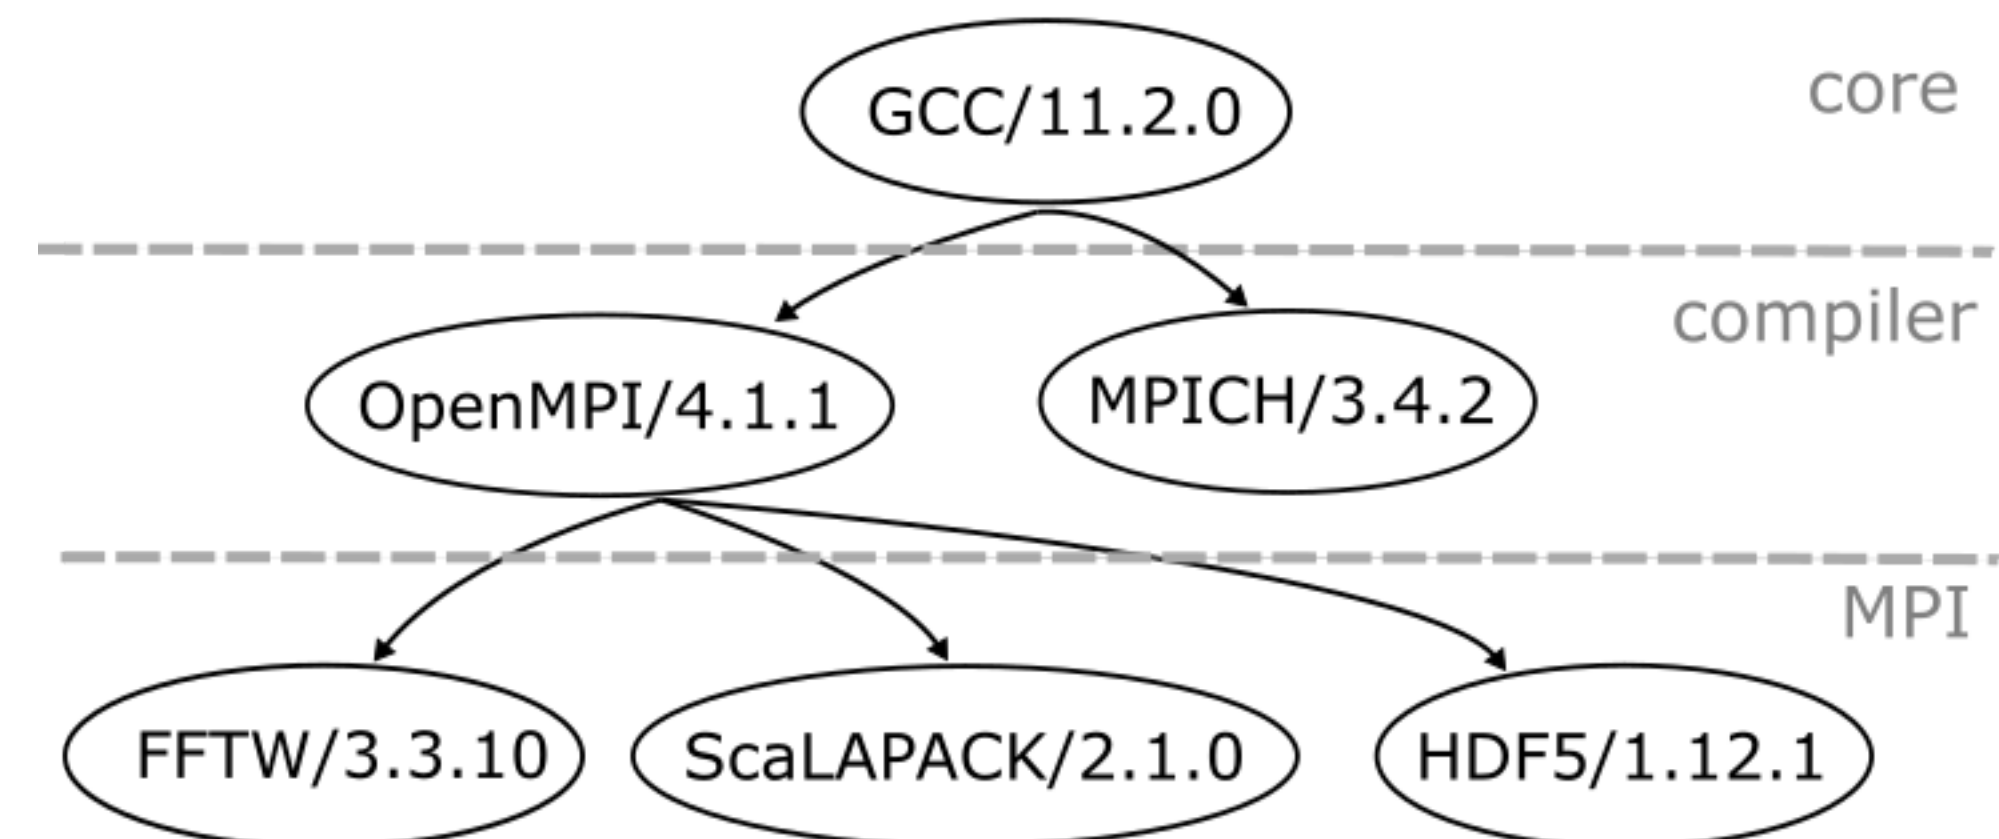 GCC/11.2.0
core
compiler
OpenMPI/4.1.1
MPICH/3.4.2
MPI
FFTW/3.3.10
ScaLAPACK/2.1.0
HDF5/1.12.1